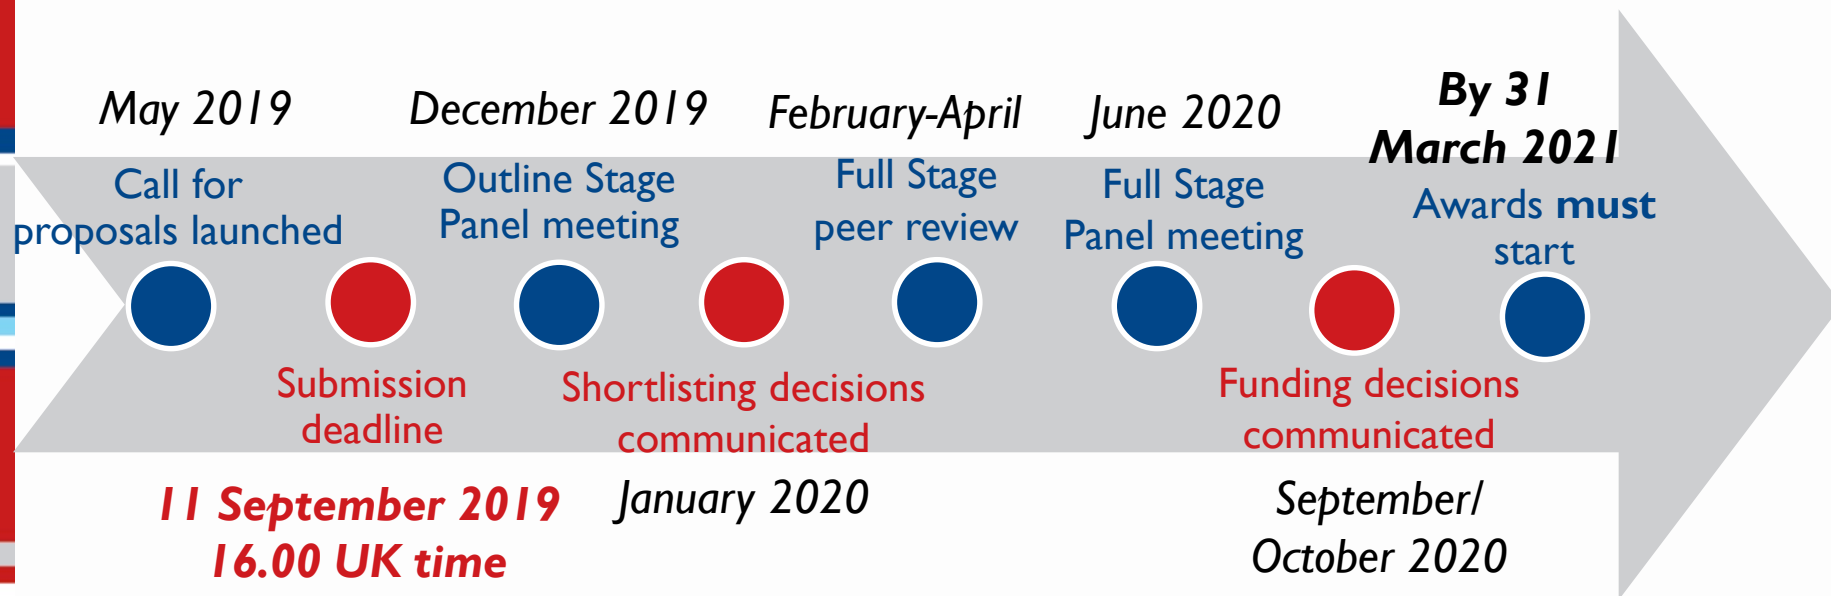 May 2019
Call for
proposals launched
Submission
deadline
11 September 2019
16.00 UK time
December 2019
Outline Stage
Panel meeting
Shortlisting decisions
communicated
January 2020
February-April
Full Stage
peer review
June 2020
Full Stage
Panel meeting
Funding decisions
communicated
September/
October 2020
By 31
March 2021
Awards must
start